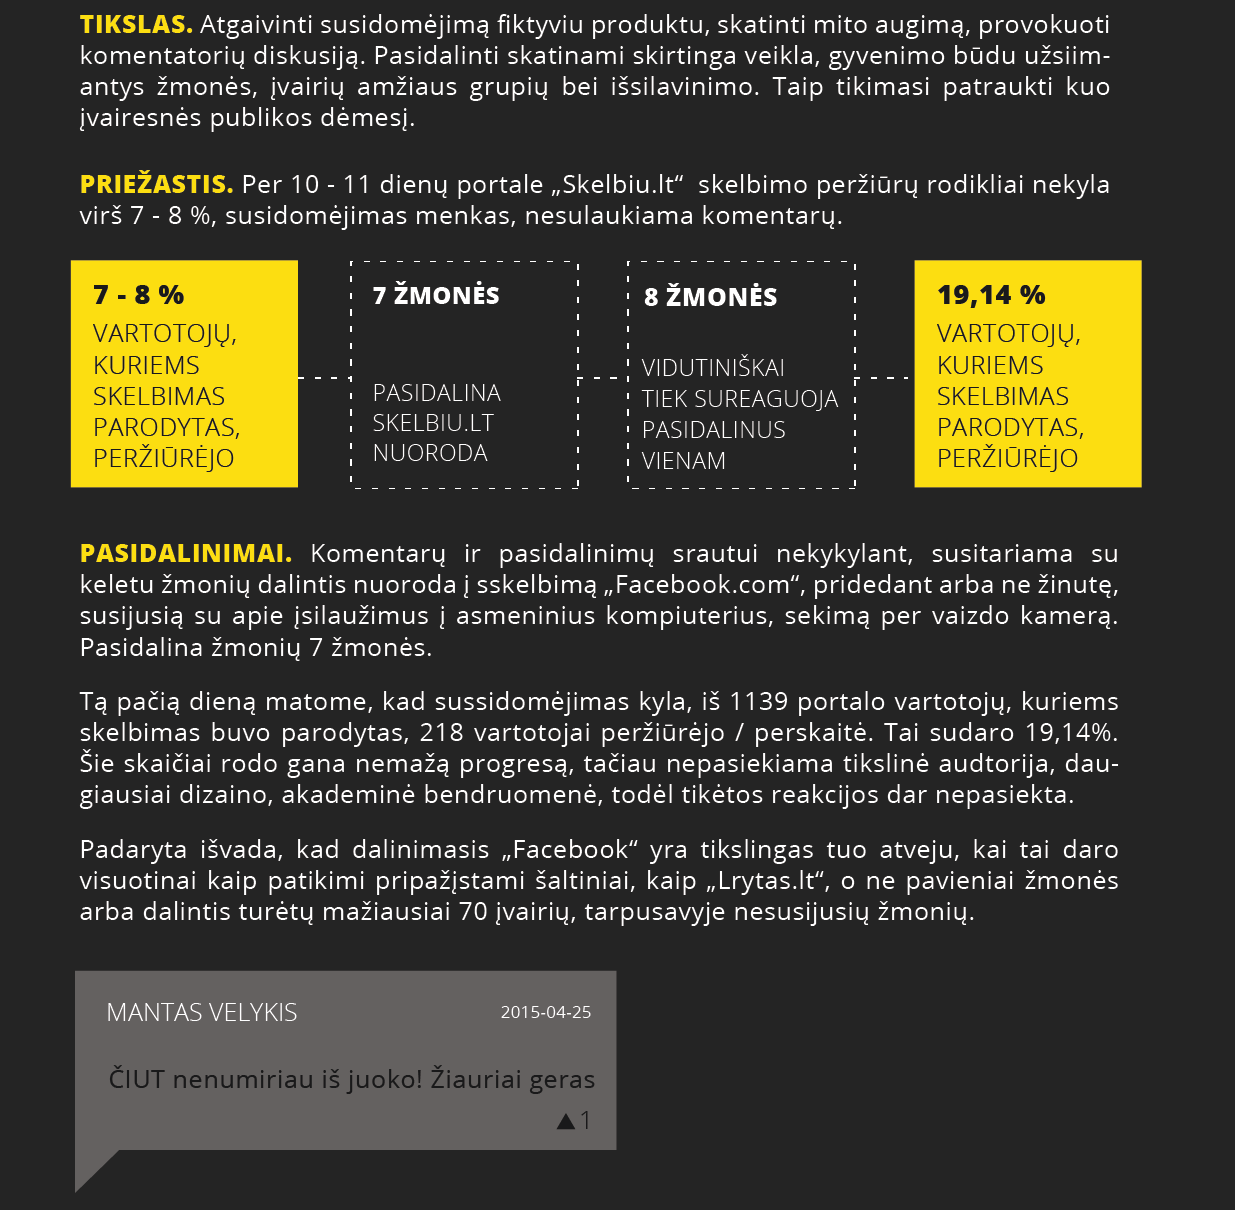 TIKSLAS. Atgaivinti susidomėjimą fiktyviu produktu, skatinti mito augimą, provokuoti
komentatorių diskusiją. Pasidalinti skatinami skirtinga veikla, gyvenimo būdu užsiim-
antys žmonės, įvairių amžiaus grupių bei išsilavinimo. Taip tikimasi patraukti kuo
įvairesnės publikos dėmesį.
PRIEŽASTIS. Per 10 - 11 dienų portale „Skelbiu.lt“ skelbimo peržiūrų rodikliai nekyla
virš 7 - 8 %, susidomėjimas menkas, nesulaukiama komentarų.
7 - 8 %
VARTOTOJŲ,
KURIEMS
SKELBIMAS
PARODYTAS,
PERŽIŪRĖJO
7 ŽMONĖS
PASIDALINA
SKELBIU.LT
NUORODA
8 ŽMONĖS
VIDUTINIŠKAI
TIEK SUREAGUOJA
PASIDALINUS
VIENAM
19,14 %
VARTOTOJŲ,
KURIEMS
SKELBIMAS
PARODYTAS,
PERŽIŪRĖJO
PASIDALINIMAI. Komentarų ir pasidalinimų srautui nekykylant, susitariama su
keletu žmonių dalintis nuoroda į sskelbimą „Facebook.com“, pridedant arba ne žinutę,
susijusią su apie įsilaužimus į asmeninius kompiuterius, sekimą per vaizdo kamerą.
Pasidalina žmonių 7 žmonės.
Tą pačią dieną matome, kad sussidomėjimas kyla, iš 1139 portalo vartotojų, kuriems
skelbimas buvo parodytas, 218 vartotojai peržiūrėjo / perskaitė. Tai sudaro 19,14%.
Šie skaičiai rodo gana nemažą progresą, tačiau nepasiekiama tikslinė audtorija, dau-
giausiai dizaino, akademinė bendruomenė, todėl tikėtos reakcijos dar nepasiekta.
Padaryta išvada, kad dalinimasis „Facebook“ yra tikslingas tuo atveju, kai tai daro
visuotinai kaip patikimi pripažįstami šaltiniai, kaip „Lrytas.lt“, o ne pavieniai žmonės
arba dalintis turėtų mažiausiai 70 įvairių, tarpusavyje nesusijusių žmonių.
MANTAS VELYKIS 2015-04-25
ČIUT nenumiriau iš juoko! Žiauriai geras
▲1